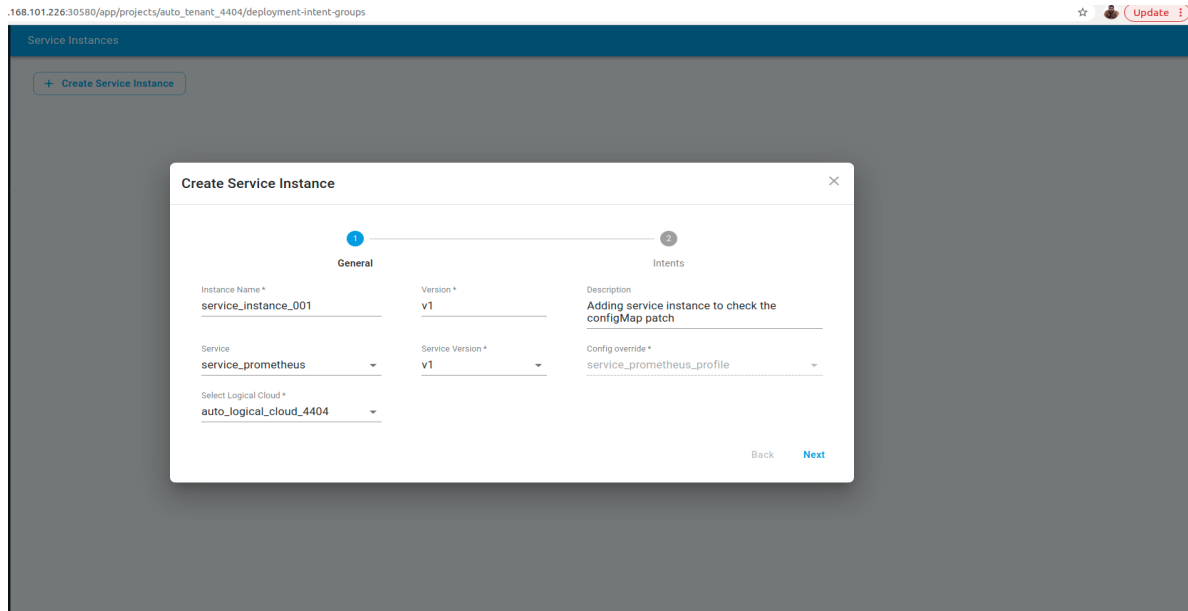 .168.101.226:30580/app/projects/auto_tenant_4404/deployment-intent-groups
Update
Service Instances
+ Create Service Instance
Create Service Instance
1
2
General
Intents
Instance Name *
Version *
Description
service_instance_001
v1
Adding service instance to check the
configMap patch
Service
Service Version *
Config override *
service_prometheus
v1
service_prometheus_profile
Select Logical Cloud *
auto_logical_cloud_4404
Back
Next